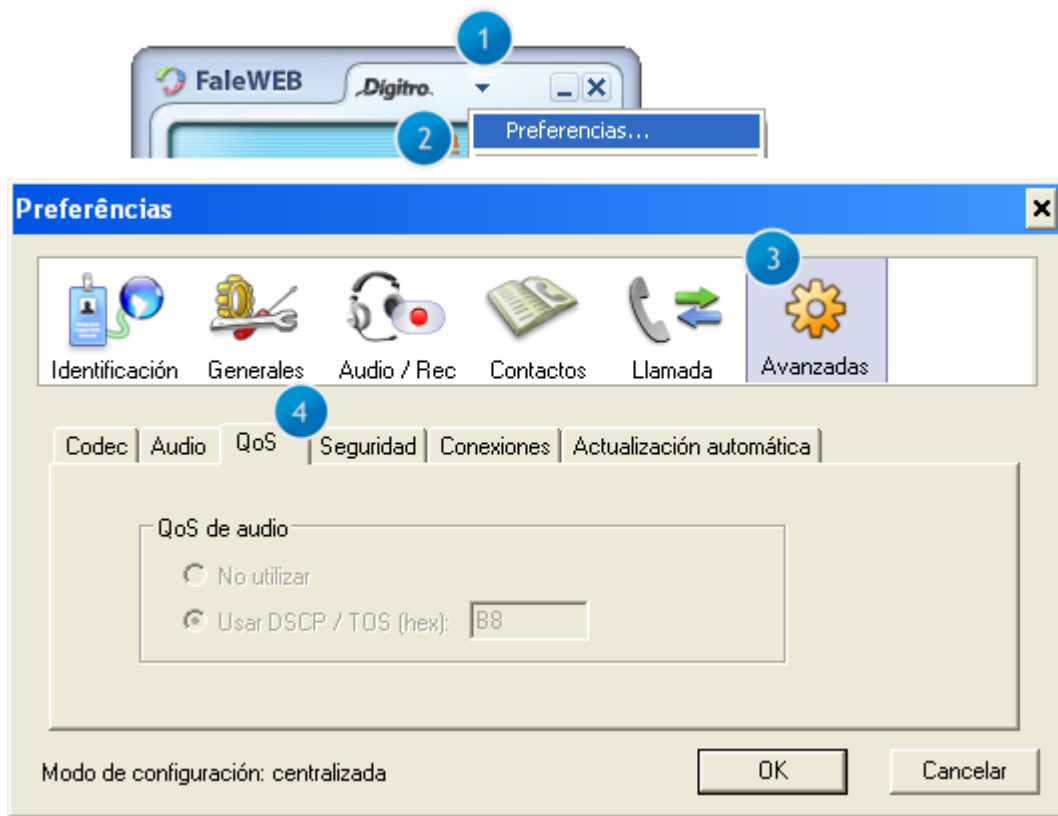 1
FaleWEB Dígitro
2 Preferencias...
Preferências
3
Identificación Generales Audio / Rec Contactos Llamada Avanzadas
4
Codec Audio QoS Seguridad Conexiones Actualización automática
QoS de audio
No utilizar
Usar DSCP / TOS (hex): B8
Modo de configuración: centralizada OK Cancelar